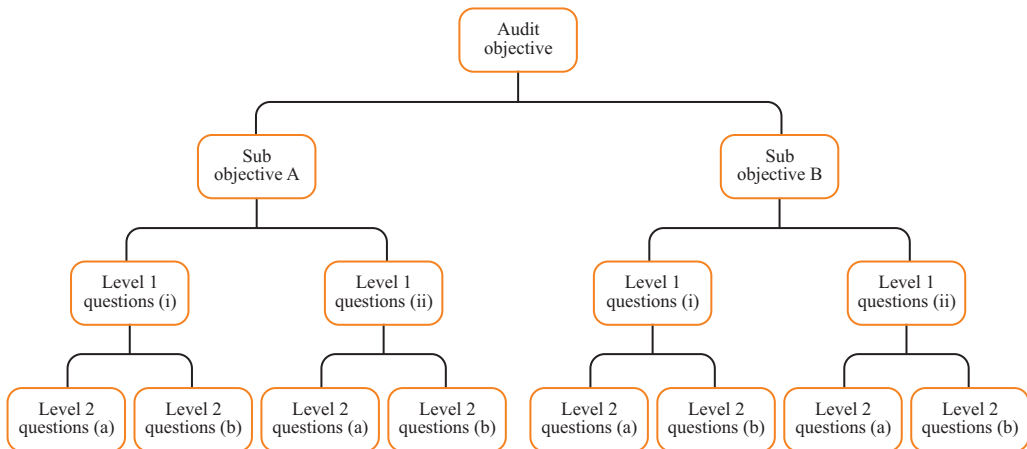 Audit
objective
Sub
objective A
Sub
objective B
Level 1
questions (i)
Level 1
questions (ii)
Level 1
questions (i)
Level 1
questions (ii)
Level 2
questions (a)
Level 2
questions (b)
Level 2
questions (a)
Level 2
questions (b)
Level 2
questions (a)
Level 2
questions (b)
Level 2
questions (a)
Level 2
questions (b)